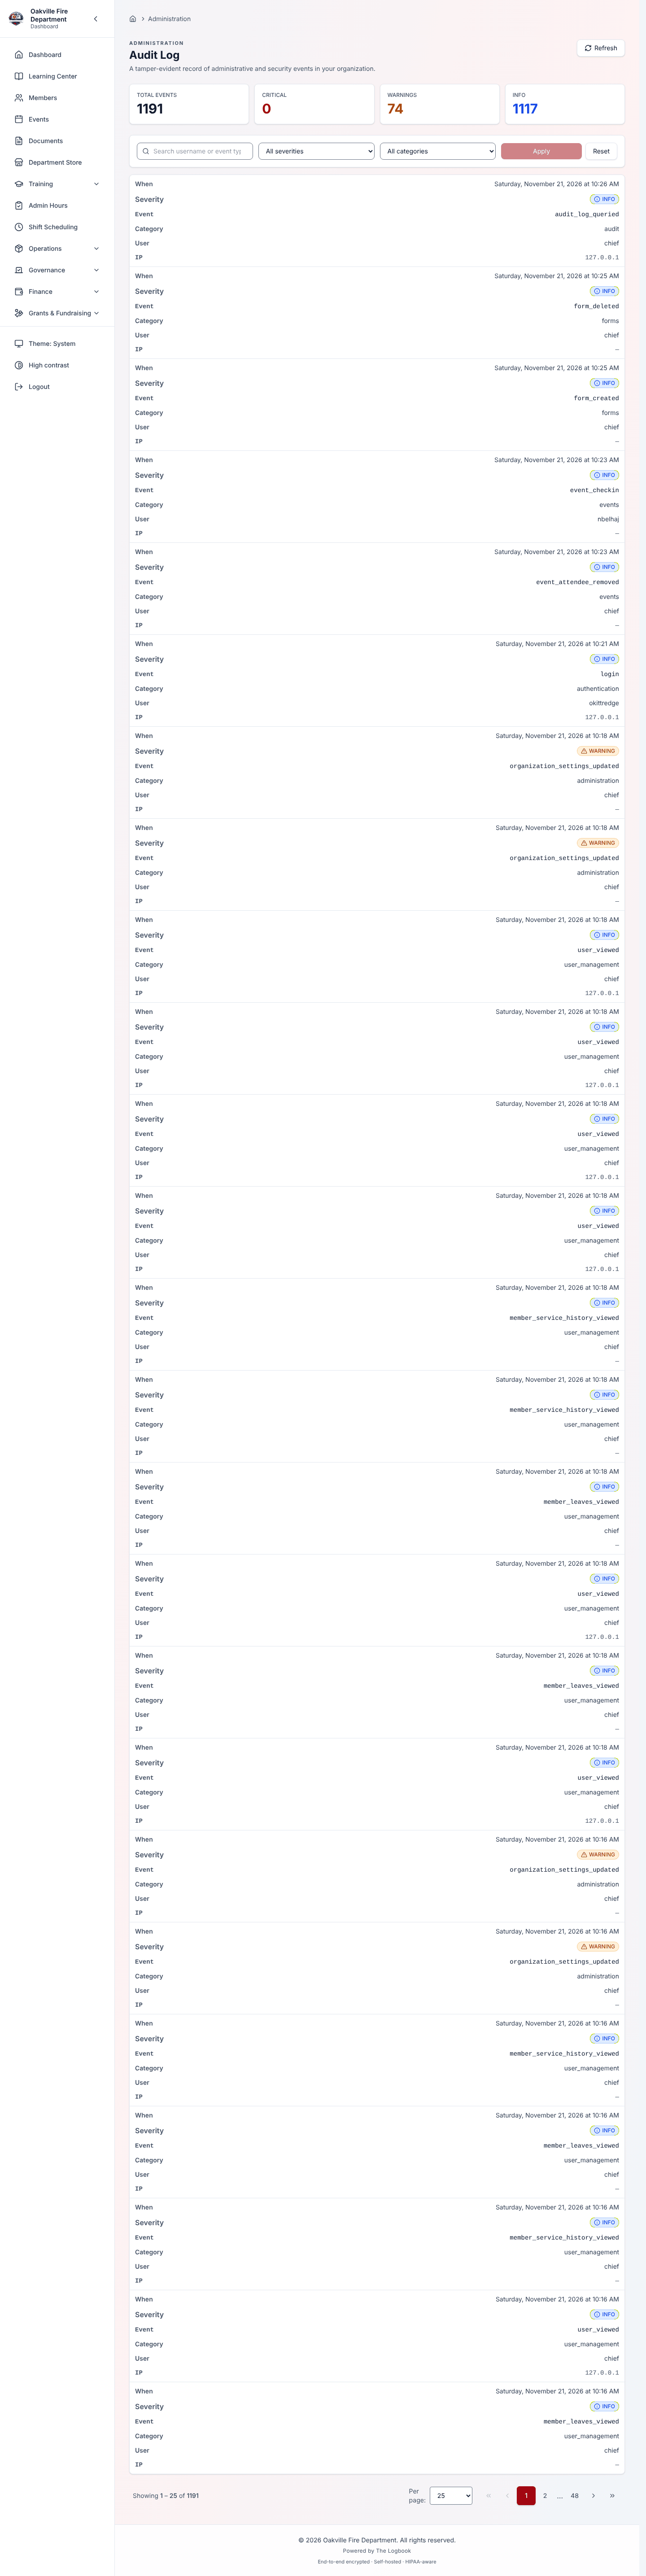 Oakville Fire
Department
Dashboard
Dashboard
Learning Center
Members
Events
Documents
Department Store
Training
Admin Hours
Shift Scheduling
Operations
Governance
Finance
Grants & Fundraising
Theme: System
High contrast
Logout
Administration
ADMINISTRATION
Audit Log
A tamper-evident record of administrative and security events in your organization.
Refresh
TOTAL EVENTS
1191
CRITICAL
0
WARNINGS
74
INFO
1117
Search username or event typ
All severities
All categories
Apply
Reset
When Saturday, November 21, 2026 at 10:26 AM
Severity INFO
Event audit_log_queried
Category audit
User chief
IP 127.0.0.1
When Saturday, November 21, 2026 at 10:25 AM
Severity INFO
Event form_deleted
Category forms
User chief
IP —
When Saturday, November 21, 2026 at 10:25 AM
Severity INFO
Event form_created
Category forms
User chief
IP —
When Saturday, November 21, 2026 at 10:23 AM
Severity INFO
Event event_checkin
Category events
User nbelhaj
IP —
When Saturday, November 21, 2026 at 10:23 AM
Severity INFO
Event event_attendee_removed
Category events
User chief
IP —
When Saturday, November 21, 2026 at 10:21 AM
Severity INFO
Event login
Category authentication
User okittredge
IP 127.0.0.1
When Saturday, November 21, 2026 at 10:18 AM
Severity WARNING
Event organization_settings_updated
Category administration
User chief
IP —
When Saturday, November 21, 2026 at 10:18 AM
Severity WARNING
Event organization_settings_updated
Category administration
User chief
IP —
When Saturday, November 21, 2026 at 10:18 AM
Severity INFO
Event user_viewed
Category user_management
User chief
IP 127.0.0.1
When Saturday, November 21, 2026 at 10:18 AM
Severity INFO
Event user_viewed
Category user_management
User chief
IP 127.0.0.1
When Saturday, November 21, 2026 at 10:18 AM
Severity INFO
Event user_viewed
Category user_management
User chief
IP 127.0.0.1
When Saturday, November 21, 2026 at 10:18 AM
Severity INFO
Event user_viewed
Category user_management
User chief
IP 127.0.0.1
When Saturday, November 21, 2026 at 10:18 AM
Severity INFO
Event member_service_history_viewed
Category user_management
User chief
IP —
When Saturday, November 21, 2026 at 10:18 AM
Severity INFO
Event member_service_history_viewed
Category user_management
User chief
IP —
When Saturday, November 21, 2026 at 10:18 AM
Severity INFO
Event member_leaves_viewed
Category user_management
User chief
IP —
When Saturday, November 21, 2026 at 10:18 AM
Severity INFO
Event user_viewed
Category user_management
User chief
IP 127.0.0.1
When Saturday, November 21, 2026 at 10:18 AM
Severity INFO
Event member_leaves_viewed
Category user_management
User chief
IP —
When Saturday, November 21, 2026 at 10:18 AM
Severity INFO
Event user_viewed
Category user_management
User chief
IP 127.0.0.1
When Saturday, November 21, 2026 at 10:16 AM
Severity WARNING
Event organization_settings_updated
Category administration
User chief
IP —
When Saturday, November 21, 2026 at 10:16 AM
Severity WARNING
Event organization_settings_updated
Category administration
User chief
IP —
When Saturday, November 21, 2026 at 10:16 AM
Severity INFO
Event member_service_history_viewed
Category user_management
User chief
IP —
When Saturday, November 21, 2026 at 10:16 AM
Severity INFO
Event member_leaves_viewed
Category user_management
User chief
IP —
When Saturday, November 21, 2026 at 10:16 AM
Severity INFO
Event member_service_history_viewed
Category user_management
User chief
IP —
When Saturday, November 21, 2026 at 10:16 AM
Severity INFO
Event user_viewed
Category user_management
User chief
IP 127.0.0.1
When Saturday, November 21, 2026 at 10:16 AM
Severity INFO
Event member_leaves_viewed
Category user_management
User chief
IP —
Showing 1 – 25 of 1191
Per
page:
25
1 2 ... 48
© 2026 Oakville Fire Department. All rights reserved.
Powered by The Logbook
End-to-end encrypted · Self-hosted · HIPAA-aware